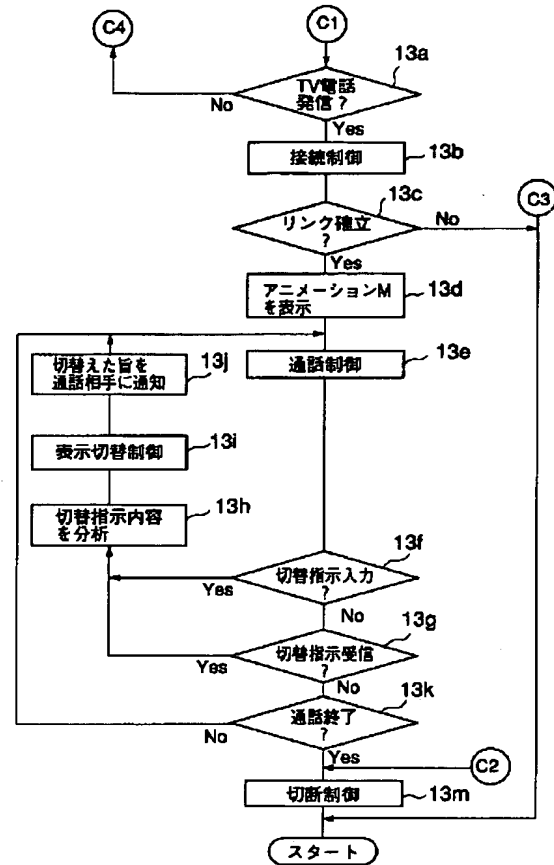 C4
C1
13a
TV電話
発信？
No
Yes
接続制御
13b
C3
13c
リンク確立
？
No
Yes
アニメーションM
を表示
13d
切替えた旨を
通話相手に通知
13j
通話制御
13e
表示切替制御
13i
切替指示内容
を分析
13h
13f
切替指示入力
？
Yes
No
13g
切替指示受信
？
Yes
No
13k
通話終了
？
No
Yes
C2
切断制御
13m
スタート